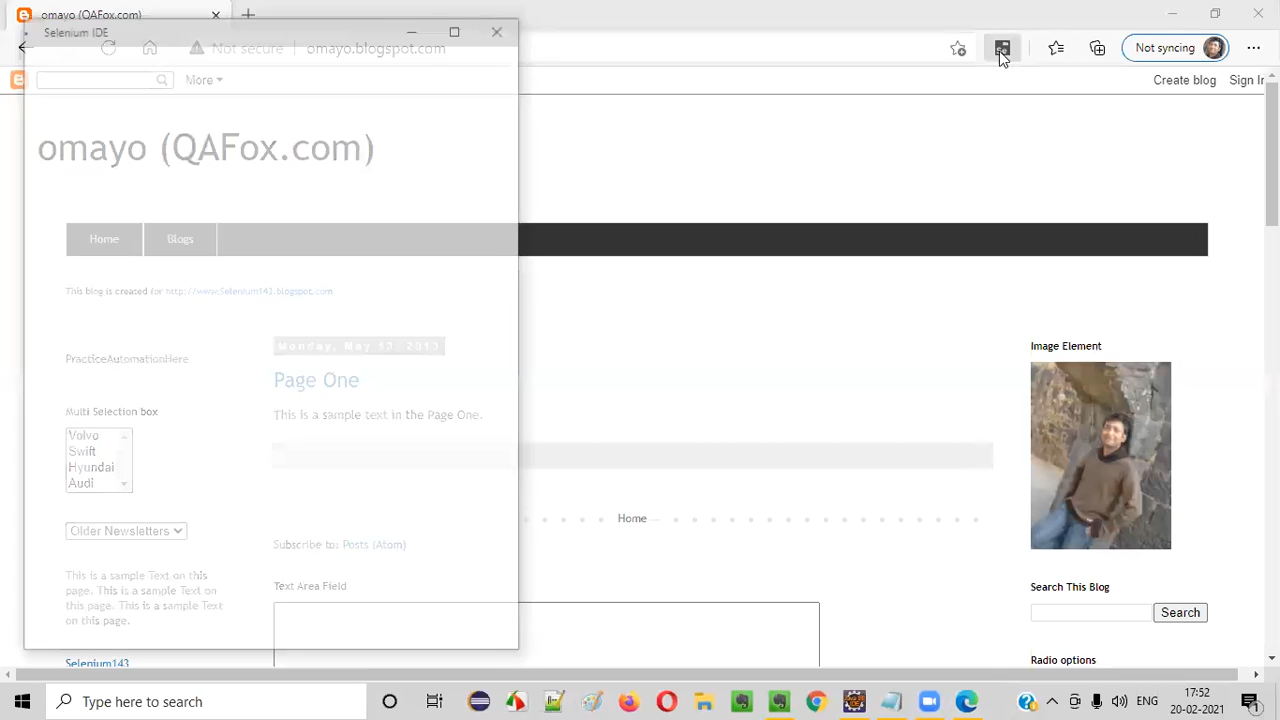 omayo (QAFox.com)
Selenium IDE
Not secure
omayo.blogspot.com
Not syncing
More
Create blog
Sign In
omayo (QAFox.com)
Home
Blogs
This blog is created for http://www.Selenium143.blogspot.com
PracticeAutomationHere
Multi Selection box
Volvo
Swift
Hyundai
Audi
Older Newsletters
This is a sample Text on this
page. This is a sample Text on
this page. This is a sample Text
on this page.
Selenium143
Page One
This is a sample text in the Page One.
Home
Subscribe to: Posts (Atom)
Text Area Field
Image Element
Search This Blog
Search
Radio options
Type here to search
17:52
20-02-2021